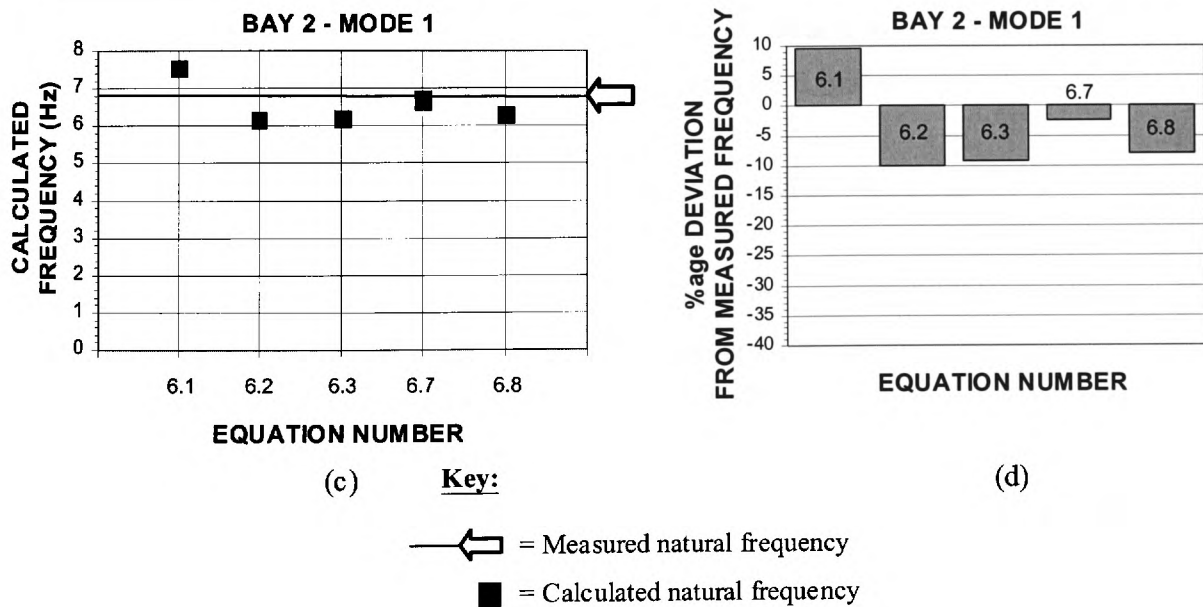 BAY 2 - MODE 1
CALCULATED
FREQUENCY (Hz)
8
7
6
5
4
3
2
1
0
6.1 6.2 6.3 6.7 6.8
EQUATION NUMBER
(c)
BAY 2 - MODE 1
%age DEVIATION
FROM MEASURED FREQUENCY
10
5
0
-5
-10
-15
-20
-25
-30
-35
-40
6.1
6.2
6.3
6.7
6.8
EQUATION NUMBER
(d)
Key:
= Measured natural frequency
= Calculated natural frequency